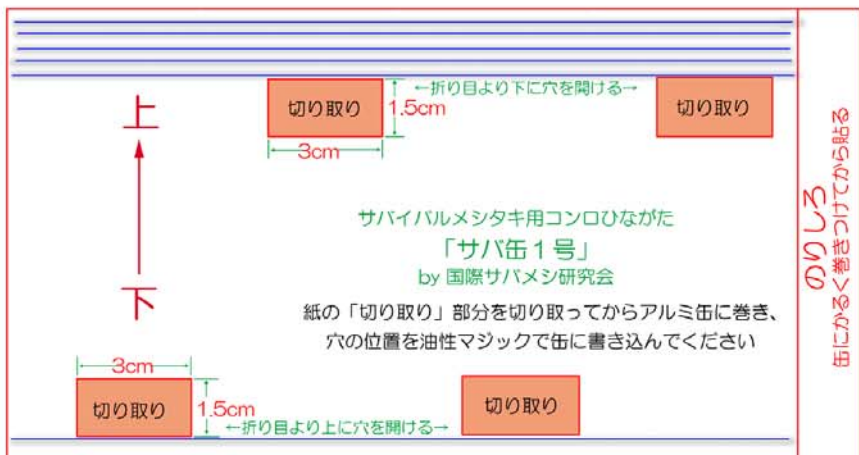 切り取り
1.5cm
←折り目より下に穴を開ける→
切り取り
3cm
上
下
サバイバルメシタキ用コンロひながた
「サバ缶1号」
by 国際サバメシ研究会
紙の「切り取り」部分を切り取ってからアルミ缶に巻き、
穴の位置を油性マジックで缶に書き込んでください
3cm
切り取り
1.5cm
←折り目より上に穴を開ける→
切り取り
のりしろ
缶にかるく巻きつけてから貼る